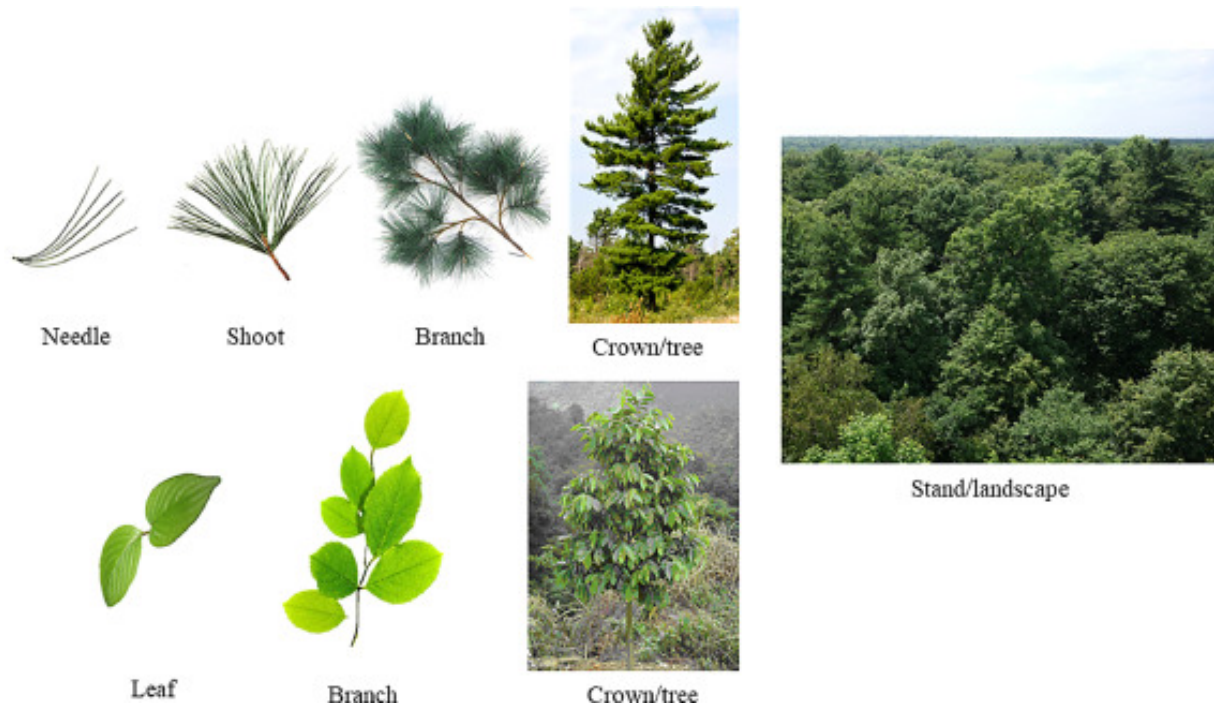 Needle
Shoot
Branch
Crown/tree
Stand/landscape
Leaf
Branch
Crown/tree